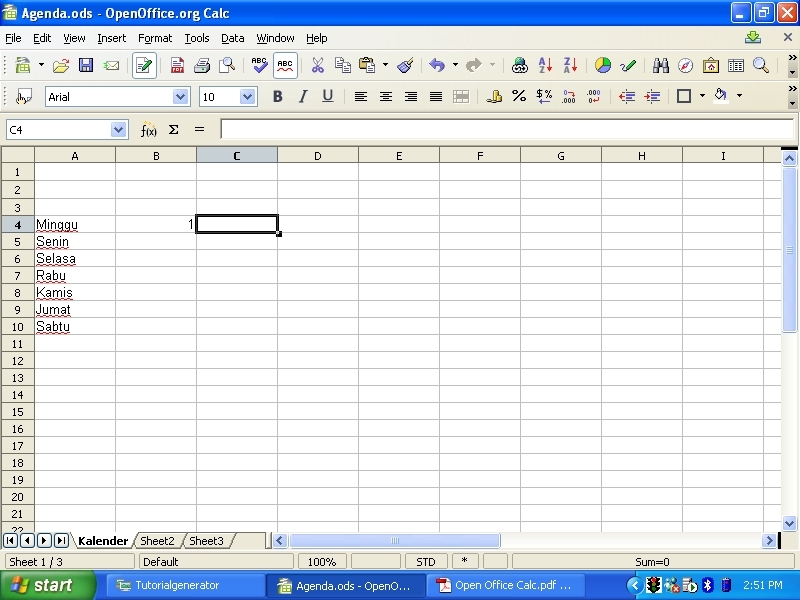 Agenda.ods - OpenOffice.org Calc
File Edit View Insert Format Tools Data Window Help
ABC ABC
Arial 10 B I U
C4 f(x) Σ =
A B C D E F G H I
1
2
3
4 Minggu 1
5 Senin
6 Selasa
7 Rabu
8 Kamis
9 Jumat
10 Sabtu
11
12
13
14
15
16
17
18
19
20
21
22
Kalender Sheet2 Sheet3
Sheet 1 / 3 Default 100% STD * Sum=0
start Tutorialgenerator Agenda.ods - OpenO... Open Office Calc.pdf ... 2:51 PM